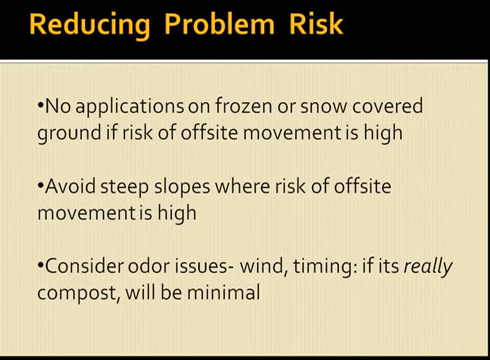 Reducing Problem Risk
•No applications on frozen or snow covered
ground if risk of offsite movement is high
•Avoid steep slopes where risk of offsite
movement is high
•Consider odor issues- wind, timing: if its really
compost, will be minimal